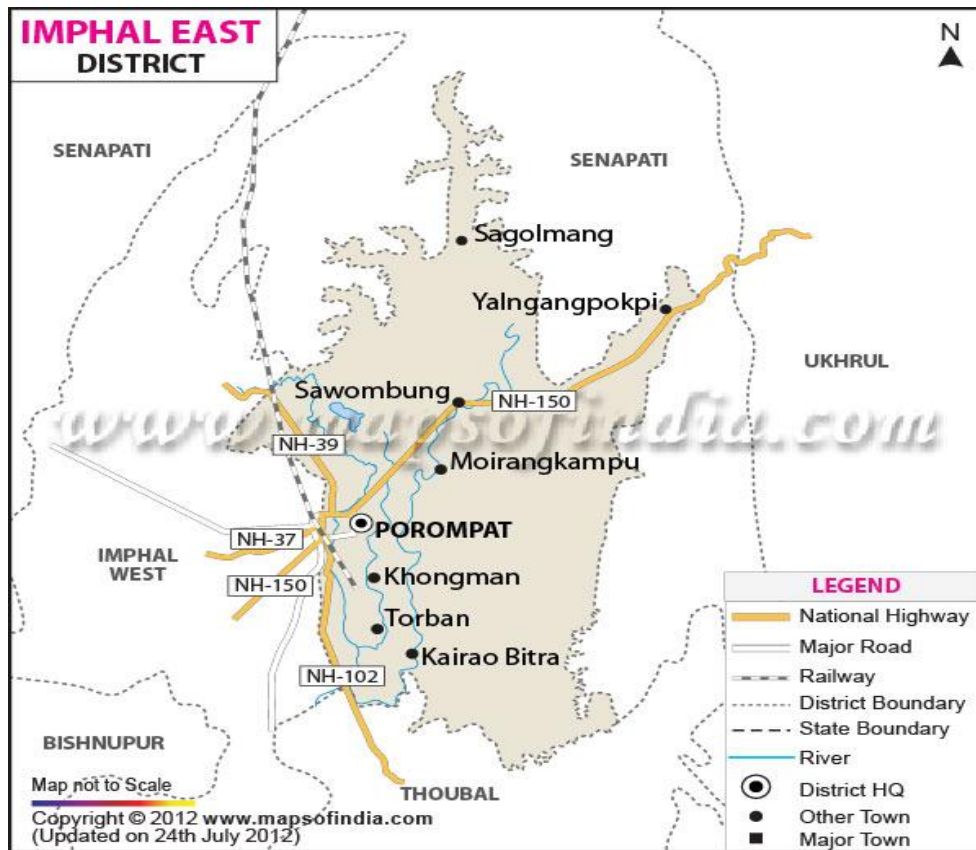 IMPHAL EAST
DISTRICT
N
SENAPATI
SENAPATI
Sagolmang
Yalngangpokpi
UKHRUL
Sawombung
NH-150
www.mapsofindia.com
NH-39
Moirangkampu
POROMPAT
NH-37
IMPHAL
WEST
NH-150
Khongman
Torban
Kairao Bitra
NH-102
BISHNUPUR
THOUBAL
LEGEND
National Highway
Major Road
Railway
District Boundary
State Boundary
River
District HQ
Other Town
Major Town
Map not to Scale
Copyright © 2012 www.mapsofindia.com
(Updated on 24th July 2012)